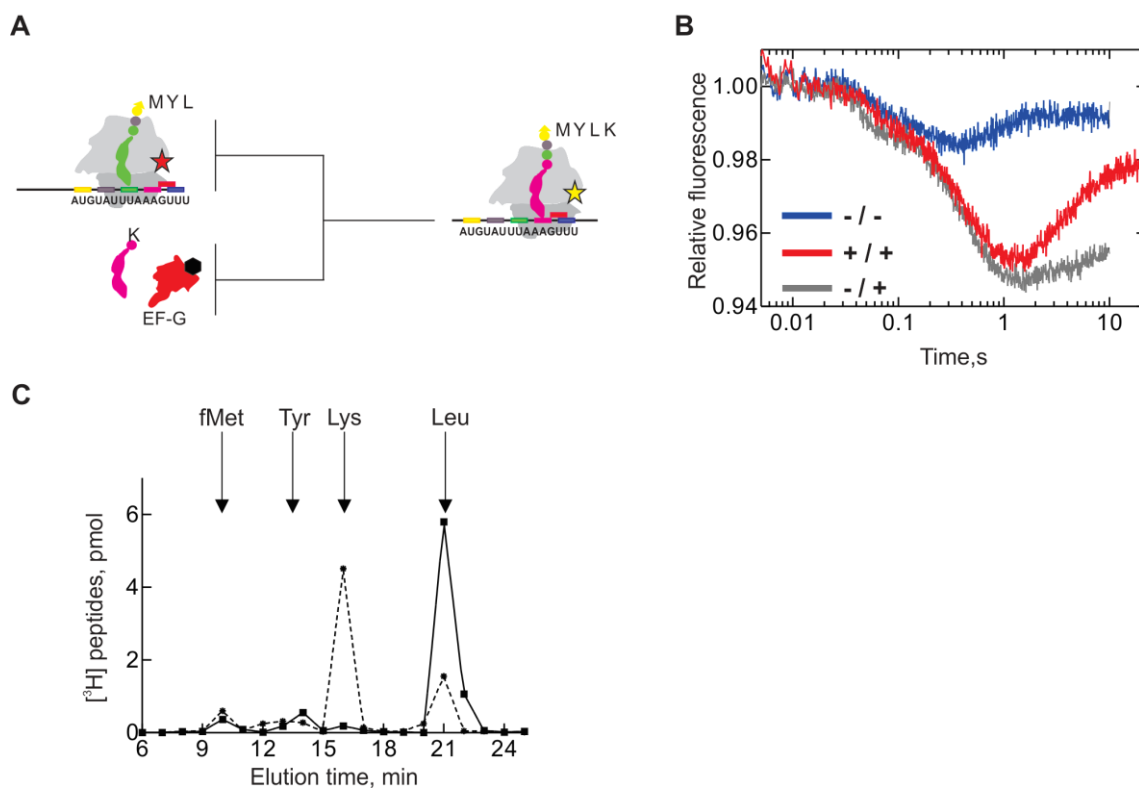 A
M Y L
AUGUAUUUAAAGUUU
K
EF-G
M Y L K
AUGUAUUUAAAGUUU
B
Relative fluorescence
1.00
0.98
0.96
0.94
- / -
+ / +
- / +
0.01
0.1
1
10
Time,s
C
fMet
Tyr
Lys
Leu
[³H] peptides, pmol
6
4
2
0
6
9
12
15
18
21
24
Elution time, min